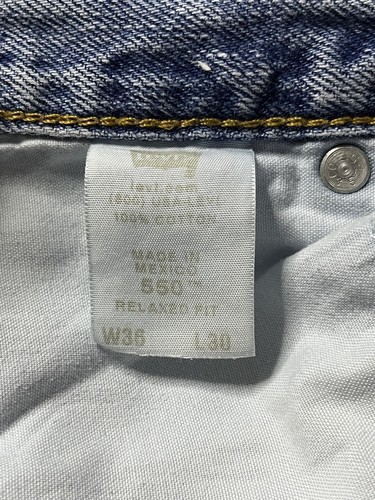 levi.com
(800) USA LEVI
100% COTTON
MADE IN
MEXICO
550™
RELAXED FIT
W36 L30